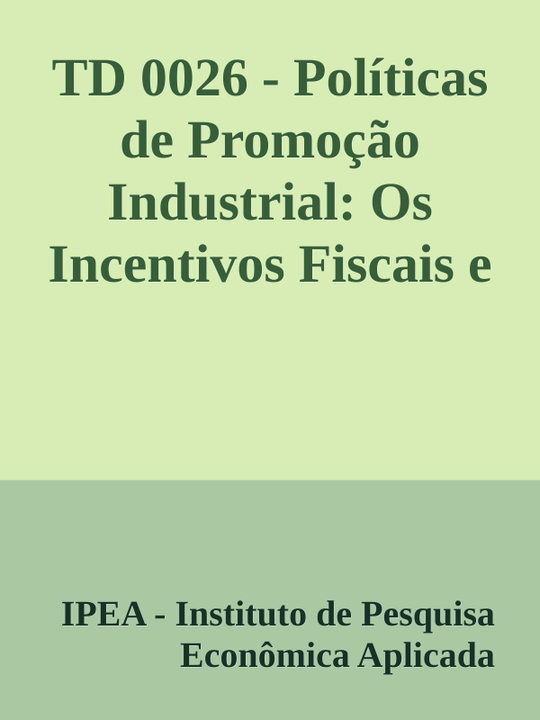 TD 0026 - Políticas
de Promoção
Industrial: Os
Incentivos Fiscais e
IPEA - Instituto de Pesquisa
Econômica Aplicada